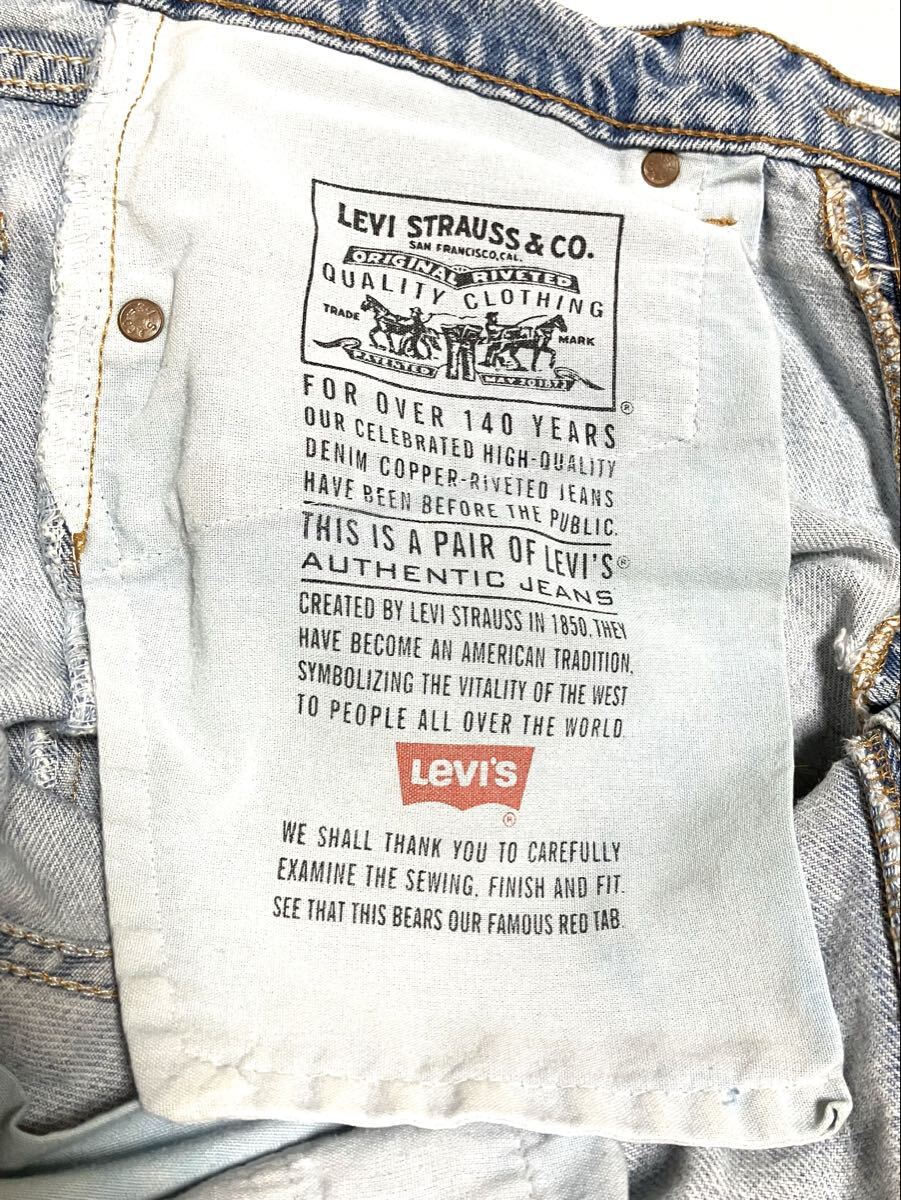 LEVI STRAUSS & CO.
SAN FRANCISCO, CAL.
ORIGINAL RIVETED
QUALITY CLOTHING
TRADE MARK
PATENTED MAY 20 1873
®
FOR OVER 140 YEARS
OUR CELEBRATED HIGH-QUALITY
DENIM COPPER-RIVETED JEANS
HAVE BEEN BEFORE THE PUBLIC.
THIS IS A PAIR OF LEVI'S®
AUTHENTIC JEANS
CREATED BY LEVI STRAUSS IN 1850. THEY
HAVE BECOME AN AMERICAN TRADITION,
SYMBOLIZING THE VITALITY OF THE WEST
TO PEOPLE ALL OVER THE WORLD.
LEVI'S
®
WE SHALL THANK YOU TO CAREFULLY
EXAMINE THE SEWING, FINISH AND FIT.
SEE THAT THIS BEARS OUR FAMOUS RED TAB.